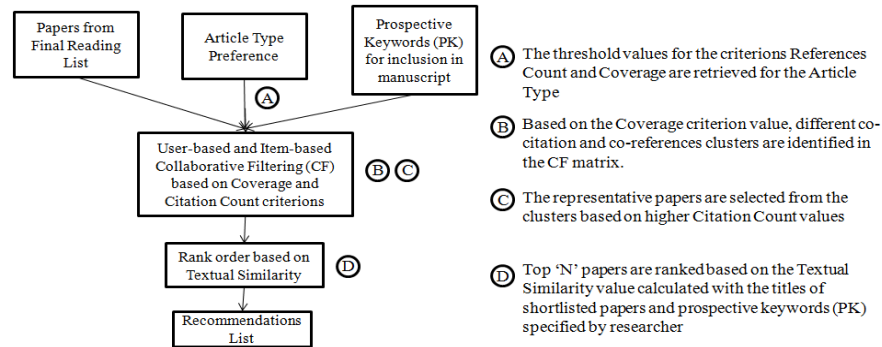 Papers from
Final Reading
List
Article Type
Preference
Prospective
Keywords (PK)
for inclusion in
manuscript
A
User-based and Item-based
Collaborative Filtering (CF)
based on Coverage and
Citation Count criterions
B C
Rank order based on
Textual Similarity
D
Recommendations
List
A The threshold values for the criterions References
Count and Coverage are retrieved for the Article
Type
B Based on the Coverage criterion value, different co-
citation and co-references clusters are identified in
the CF matrix.
C The representative papers are selected from the
clusters based on higher Citation Count values
D Top ‘N’ papers are ranked based on the Textual
Similarity value calculated with the titles of
shortlisted papers and prospective keywords (PK)
specified by researcher